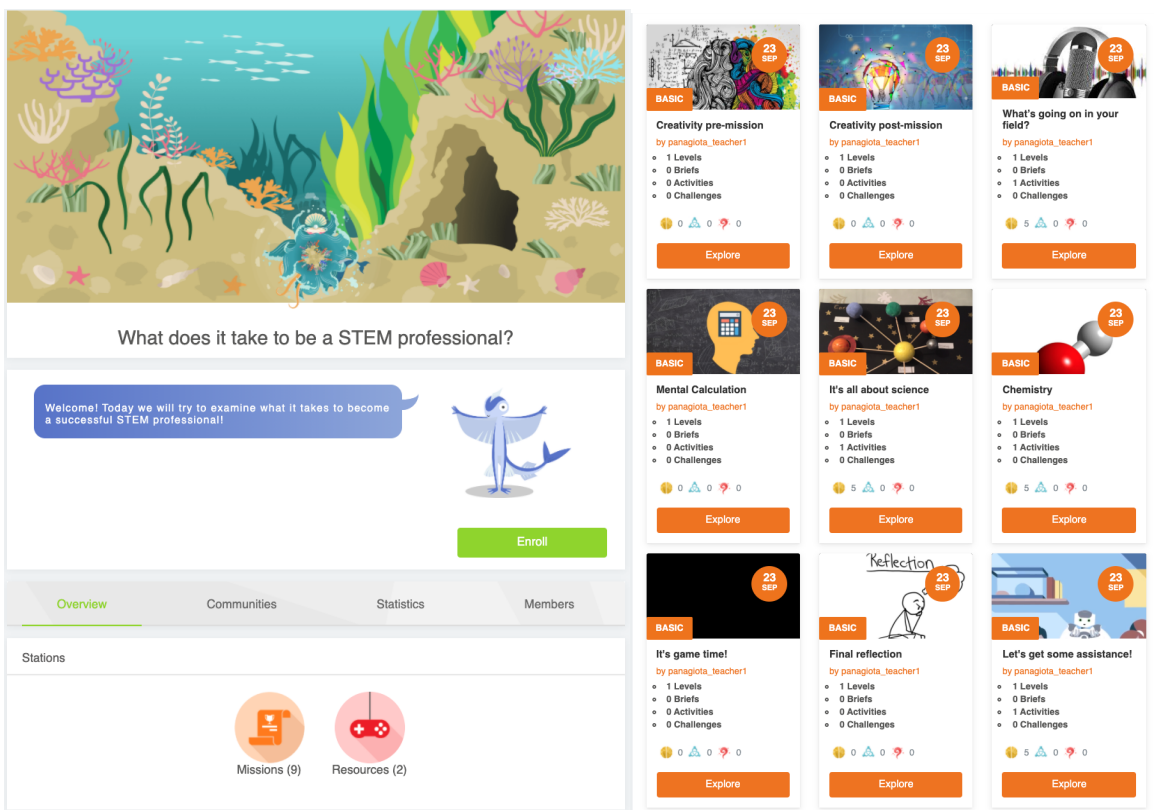 What does it take to be a STEM professional?
Welcome! Today we will try to examine what it takes to become
a successful STEM professional!
Enroll
Overview
Communities
Statistics
Members
Stations
Missions (9)
Resources (2)
23
SEP
BASIC
Creativity pre-mission
by panagiota_teacher1
1 Levels
0 Briefs
0 Activities
0 Challenges
0 0 0
Explore
23
SEP
BASIC
Creativity post-mission
by panagiota_teacher1
1 Levels
0 Briefs
0 Activities
0 Challenges
0 0 0
Explore
23
SEP
BASIC
What's going on in your
field?
by panagiota_teacher1
1 Levels
0 Briefs
1 Activities
0 Challenges
5 0 0
Explore
23
SEP
BASIC
Mental Calculation
by panagiota_teacher1
1 Levels
0 Briefs
0 Activities
0 Challenges
0 0 0
Explore
23
SEP
BASIC
It's all about science
by panagiota_teacher1
1 Levels
0 Briefs
1 Activities
0 Challenges
5 0 0
Explore
23
SEP
BASIC
Chemistry
by panagiota_teacher1
1 Levels
0 Briefs
1 Activities
0 Challenges
5 0 0
Explore
23
SEP
BASIC
It's game time!
by panagiota_teacher1
1 Levels
0 Briefs
0 Activities
0 Challenges
0 0 0
Explore
Reflection
23
SEP
BASIC
Final reflection
by panagiota_teacher1
1 Levels
0 Briefs
0 Activities
0 Challenges
0 0 0
Explore
23
SEP
BASIC
Let's get some assistance!
by panagiota_teacher1
1 Levels
0 Briefs
1 Activities
0 Challenges
5 0 0
Explore